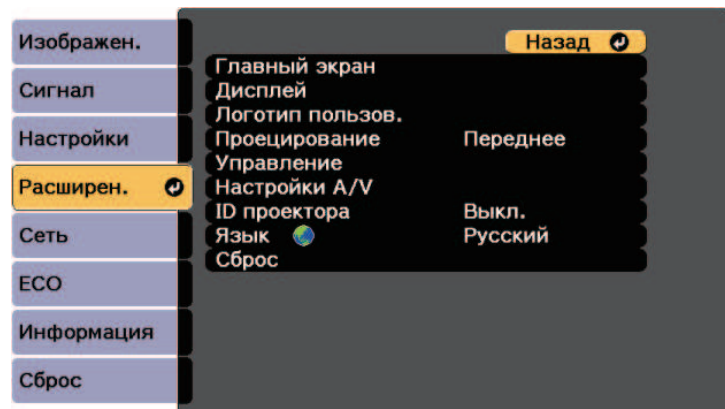 Изображен.
Сигнал
Настройки
Расширен.
Сеть
ECO
Информация
Сброс
Назад
Главный экран
Дисплей
Логотип пользов.
Проецирование Переднее
Управление
Настройки A/V
ID проектора Выкл.
Язык Русский
Сброс